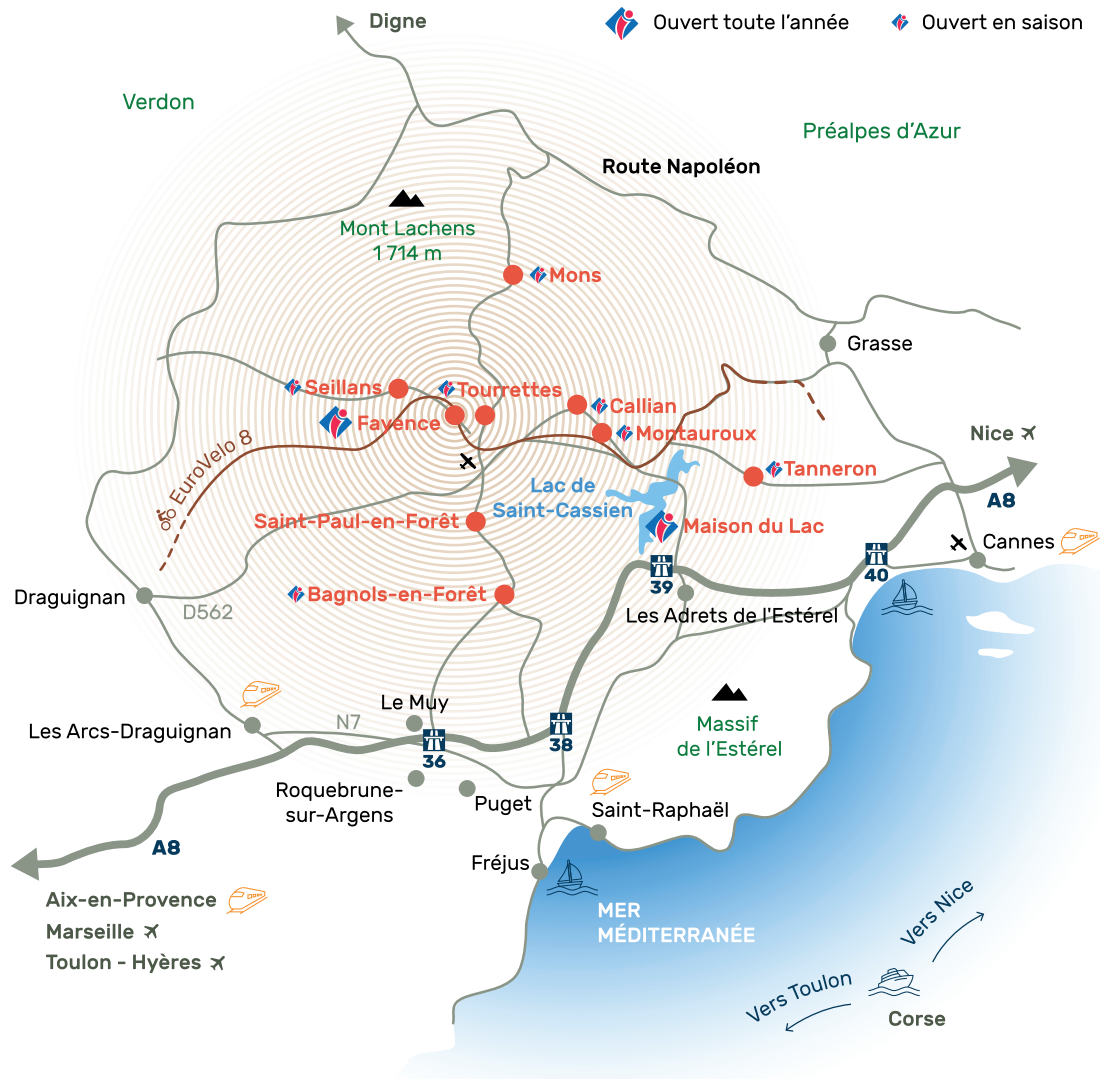 Digne
Ouvert toute l'année
Ouvert en saison
Verdon
Préalpes d'Azur
Route Napoléon
Mont Lachens
1 714 m
Mons
Grasse
Seillans
Tourrettes
Fayence
Callian
Montauroux
Nice
EuroVelo 8
Tanneron
Lac de
Saint-Cassien
A8
Saint-Paul-en-Forêt
Maison du Lac
Cannes
40
39
Bagnols-en-Forêt
Draguignan
D562
Les Adrets de l'Estérel
Le Muy
Les Arcs-Draguignan
N7
Massif
de l'Estérel
36
38
Roquebrune-
sur-Argens
Puget
Saint-Raphaël
A8
Fréjus
Aix-en-Provence
Marseille
Toulon - Hyères
MER
MÉDITERRANÉE
Vers Nice
Vers Toulon
Corse